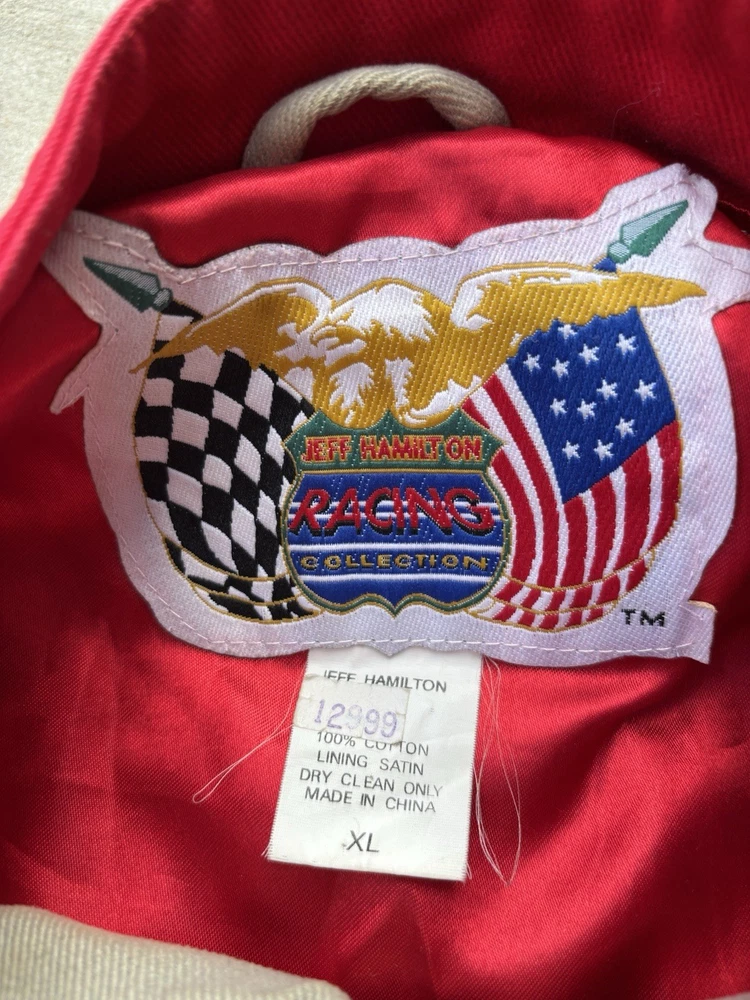 JEFF HAMILTON
RACING
COLLECTION
TM
JEFF HAMILTON
12999
100% COTTON
LINING SATIN
DRY CLEAN ONLY
MADE IN CHINA
XL